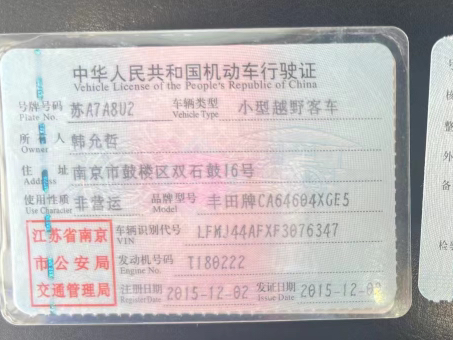 中华人民共和国机动车行驶证
Vehicle License of the People's Republic of China
号牌号码 苏A7A8U2 车辆类型 小型越野客车
Plate No. Vehicle Type
所有人 韩允哲
Owner
住址 南京市鼓楼区双石鼓16号
Address
使用性质 非营运 品牌型号 丰田牌CA64604XGE5
Use Character Model
江苏省南京
市公安局
交通管理局
车辆识别代号 LFMJ44AFXF3076347
VIN
发动机号码 T180222
Engine No.
注册日期 2015-12-02 发证日期 2015-12-02
Register Date Issue Date